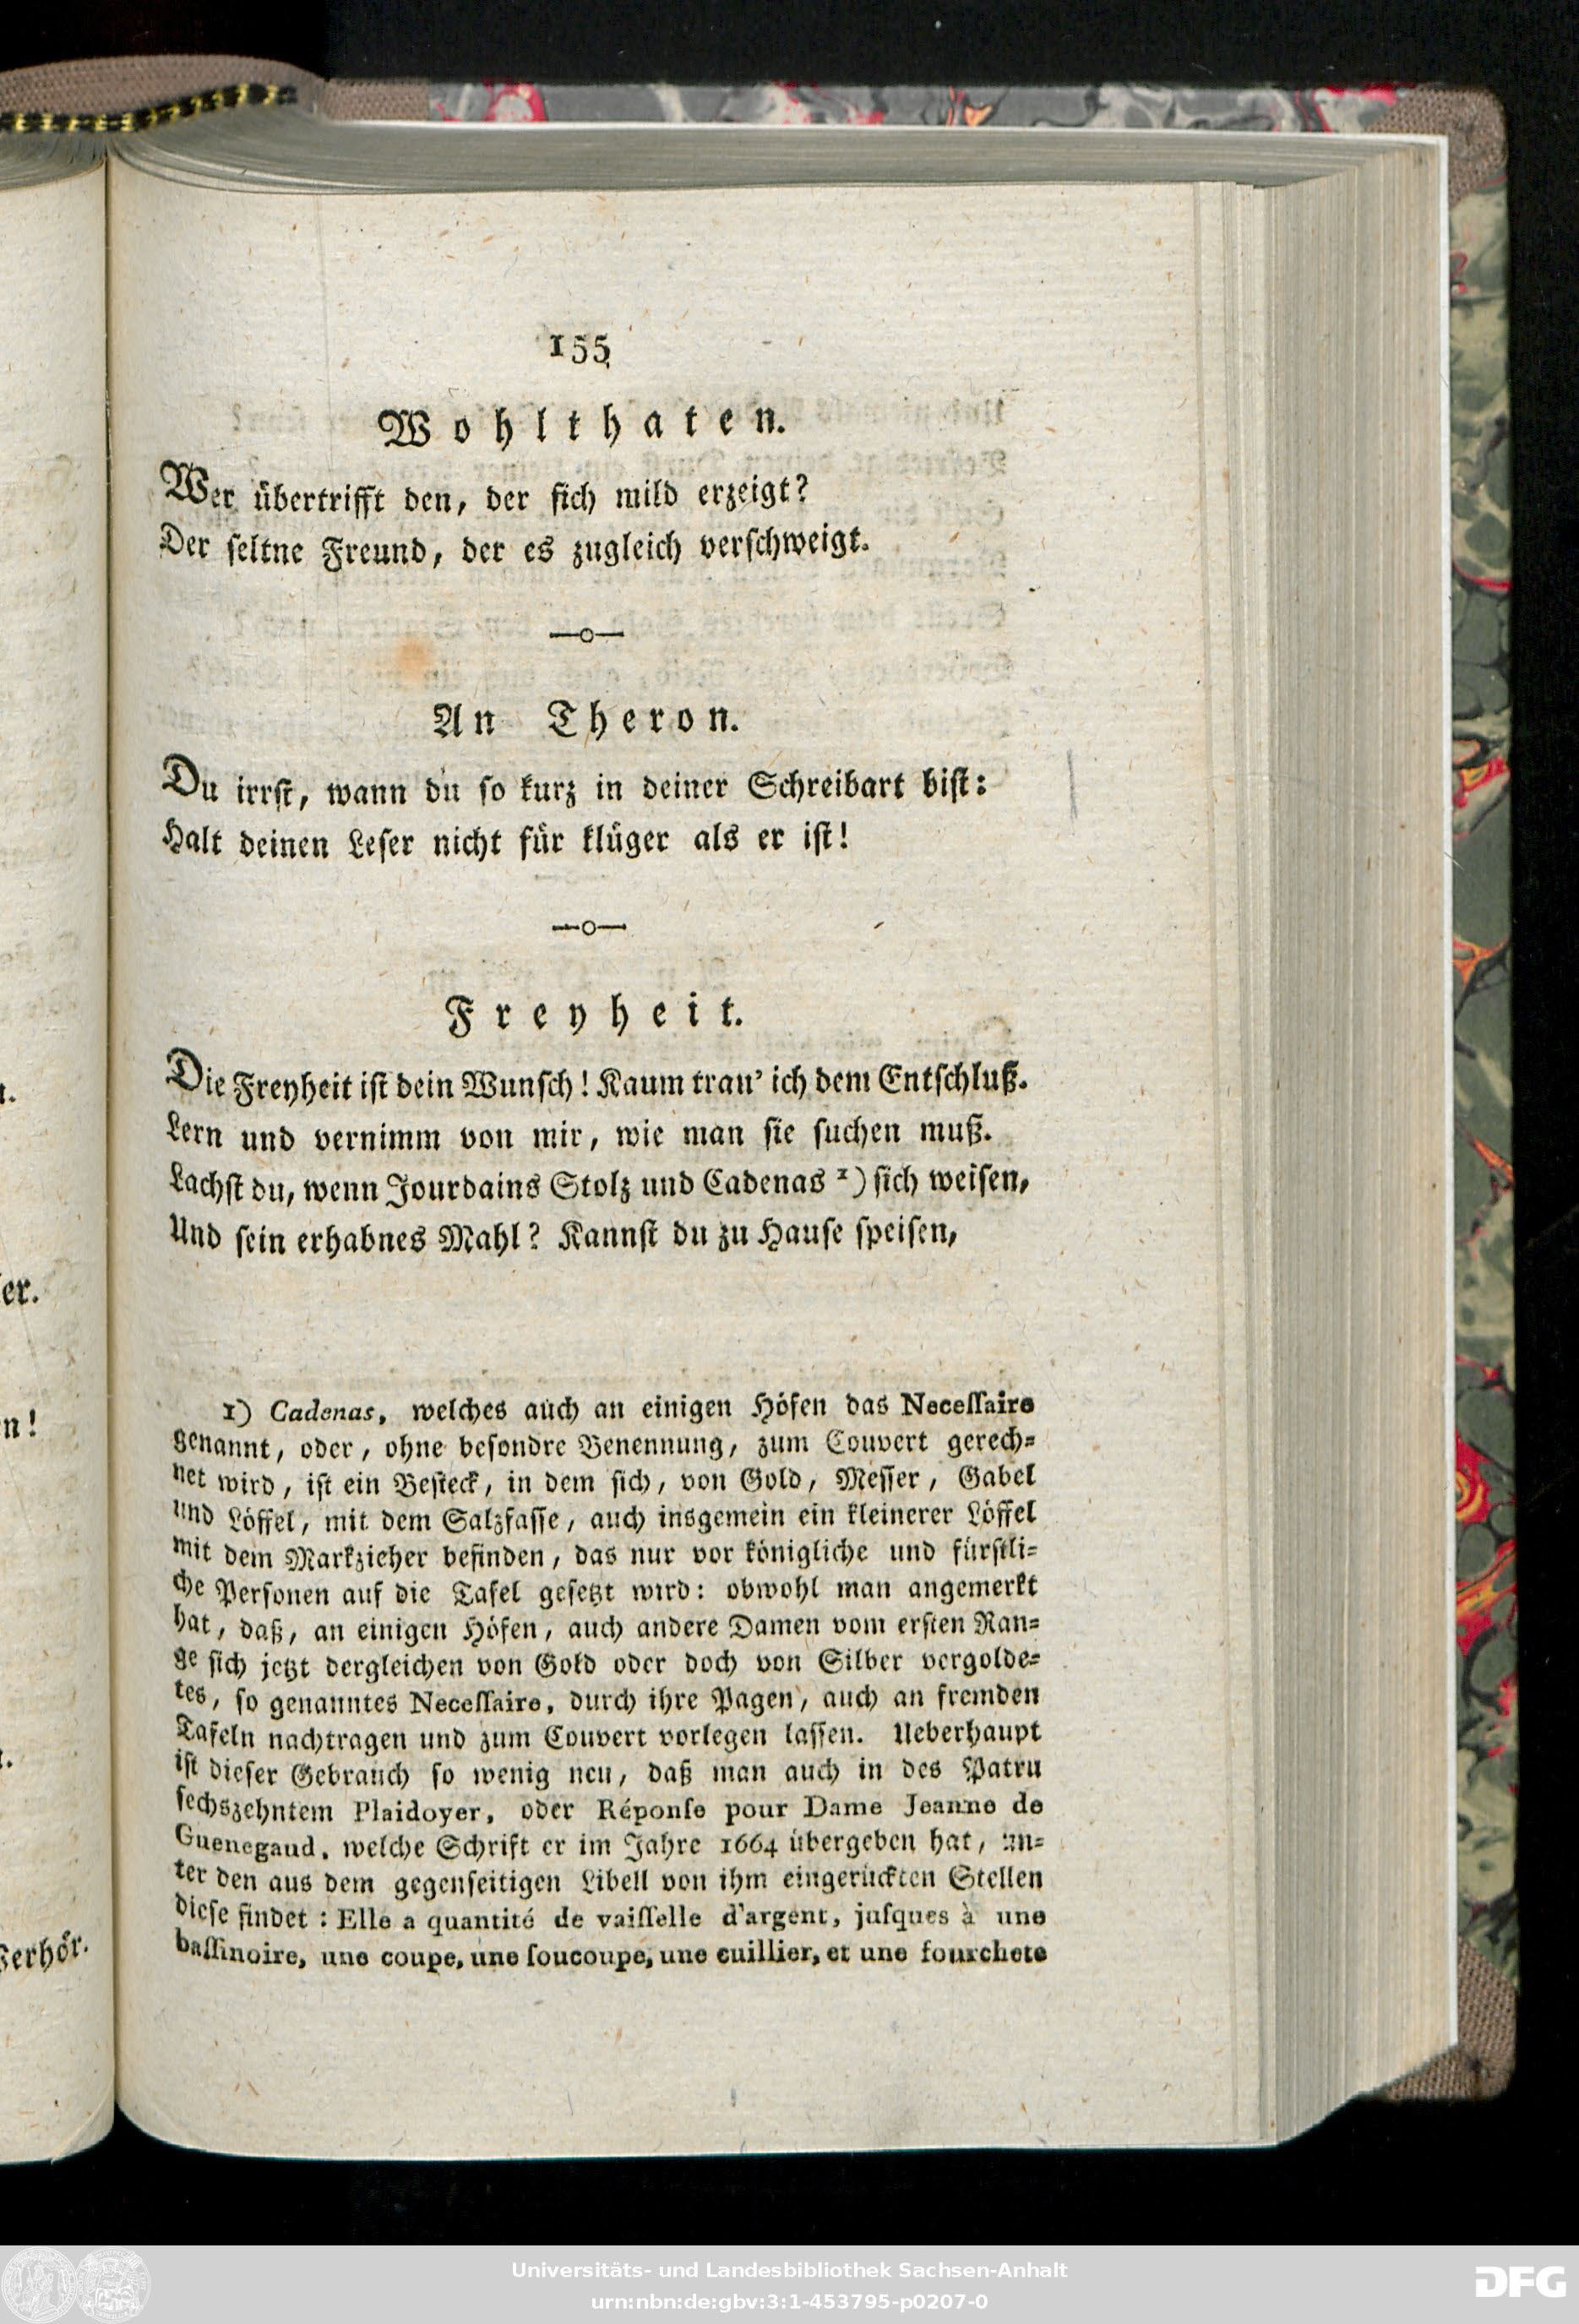 155
Wohlthaten.
Wer übertrifft den, der ſich mild erzeigt?
Der ſeltne Freund, der es zugleich verſchweigt.
An Theron.
Du irrſt, wann du ſo kurz in deiner Schreibart biſt:
Halt deinen Leſer nicht für klüger als er iſt!
Freyheit.
Die Freyheit iſt dein Wunſch! Kaum trau' ich dem Entſchluß.
Lern und vernimm von mir, wie man ſie ſuchen muß.
Lachſt du, wenn Jourdains Stolz und Cadenas ¹) ſich weiſen,
Und ſein erhabnes Mahl? Kannſt du zu Hauſe ſpeiſen,
1) Cadenas, welches auch an einigen Höfen das Neceſſaire
genannt, oder, ohne beſondre Benennung, zum Couvert gerech-
net wird, iſt ein Beſteck, in dem ſich, von Gold, Meſſer, Gabel
und Löffel, mit dem Salzfaſſe, auch insgemein ein kleinerer Löffel
mit dem Markzieher befinden, das nur vor königliche und fürſtli-
che Perſonen auf die Tafel geſetzt wird: obwohl man angemerkt
hat, daß, an einigen Höfen, auch andere Damen vom erſten Ran-
ge ſich jetzt dergleichen von Gold oder doch von Silber vergolde-
tes, ſo genanntes Neceſſaire, durch ihre Pagen, auch an fremden
Tafeln nachtragen und zum Couvert vorlegen laſſen. Ueberhaupt
iſt dieſer Gebrauch ſo wenig neu, daß man auch in des Patru
ſechszehntem Plaidoyer, oder Réponſe pour Dame Jeanne de
Guenegaud, welche Schrift er im Jahre 1664 übergeben hat, un-
ter den aus dem gegenſeitigen Libell von ihm eingerückten Stellen
dieſe findet: Elle a quantité de vaiſſelle d'argent, juſques à une
baſſinoire, une coupe, une ſoucoupe, une cuillier, et une fourchete
er.
n!
Verhör.
Universitäts- und Landesbibliothek Sachsen-Anhalt
urn:nbn:de:gbv:3:1-453795-p0207-0
DFG